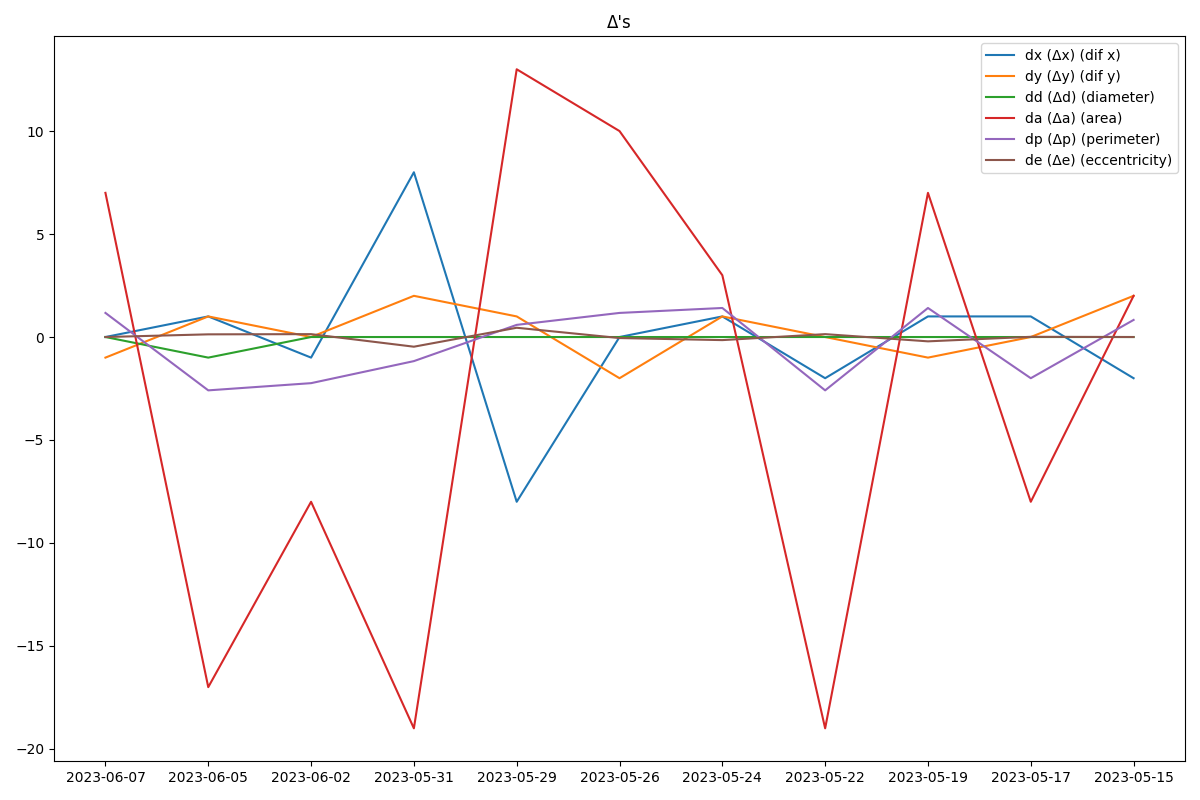 Δ's
dx (Δx) (dif x)
dy (Δy) (dif y)
dd (Δd) (diameter)
da (Δa) (area)
dp (Δp) (perimeter)
de (Δe) (eccentricity)
10
5
0
−5
−10
−15
−20
2023-06-07 2023-06-05 2023-06-02 2023-05-31 2023-05-29 2023-05-26 2023-05-24 2023-05-22 2023-05-19 2023-05-17 2023-05-15